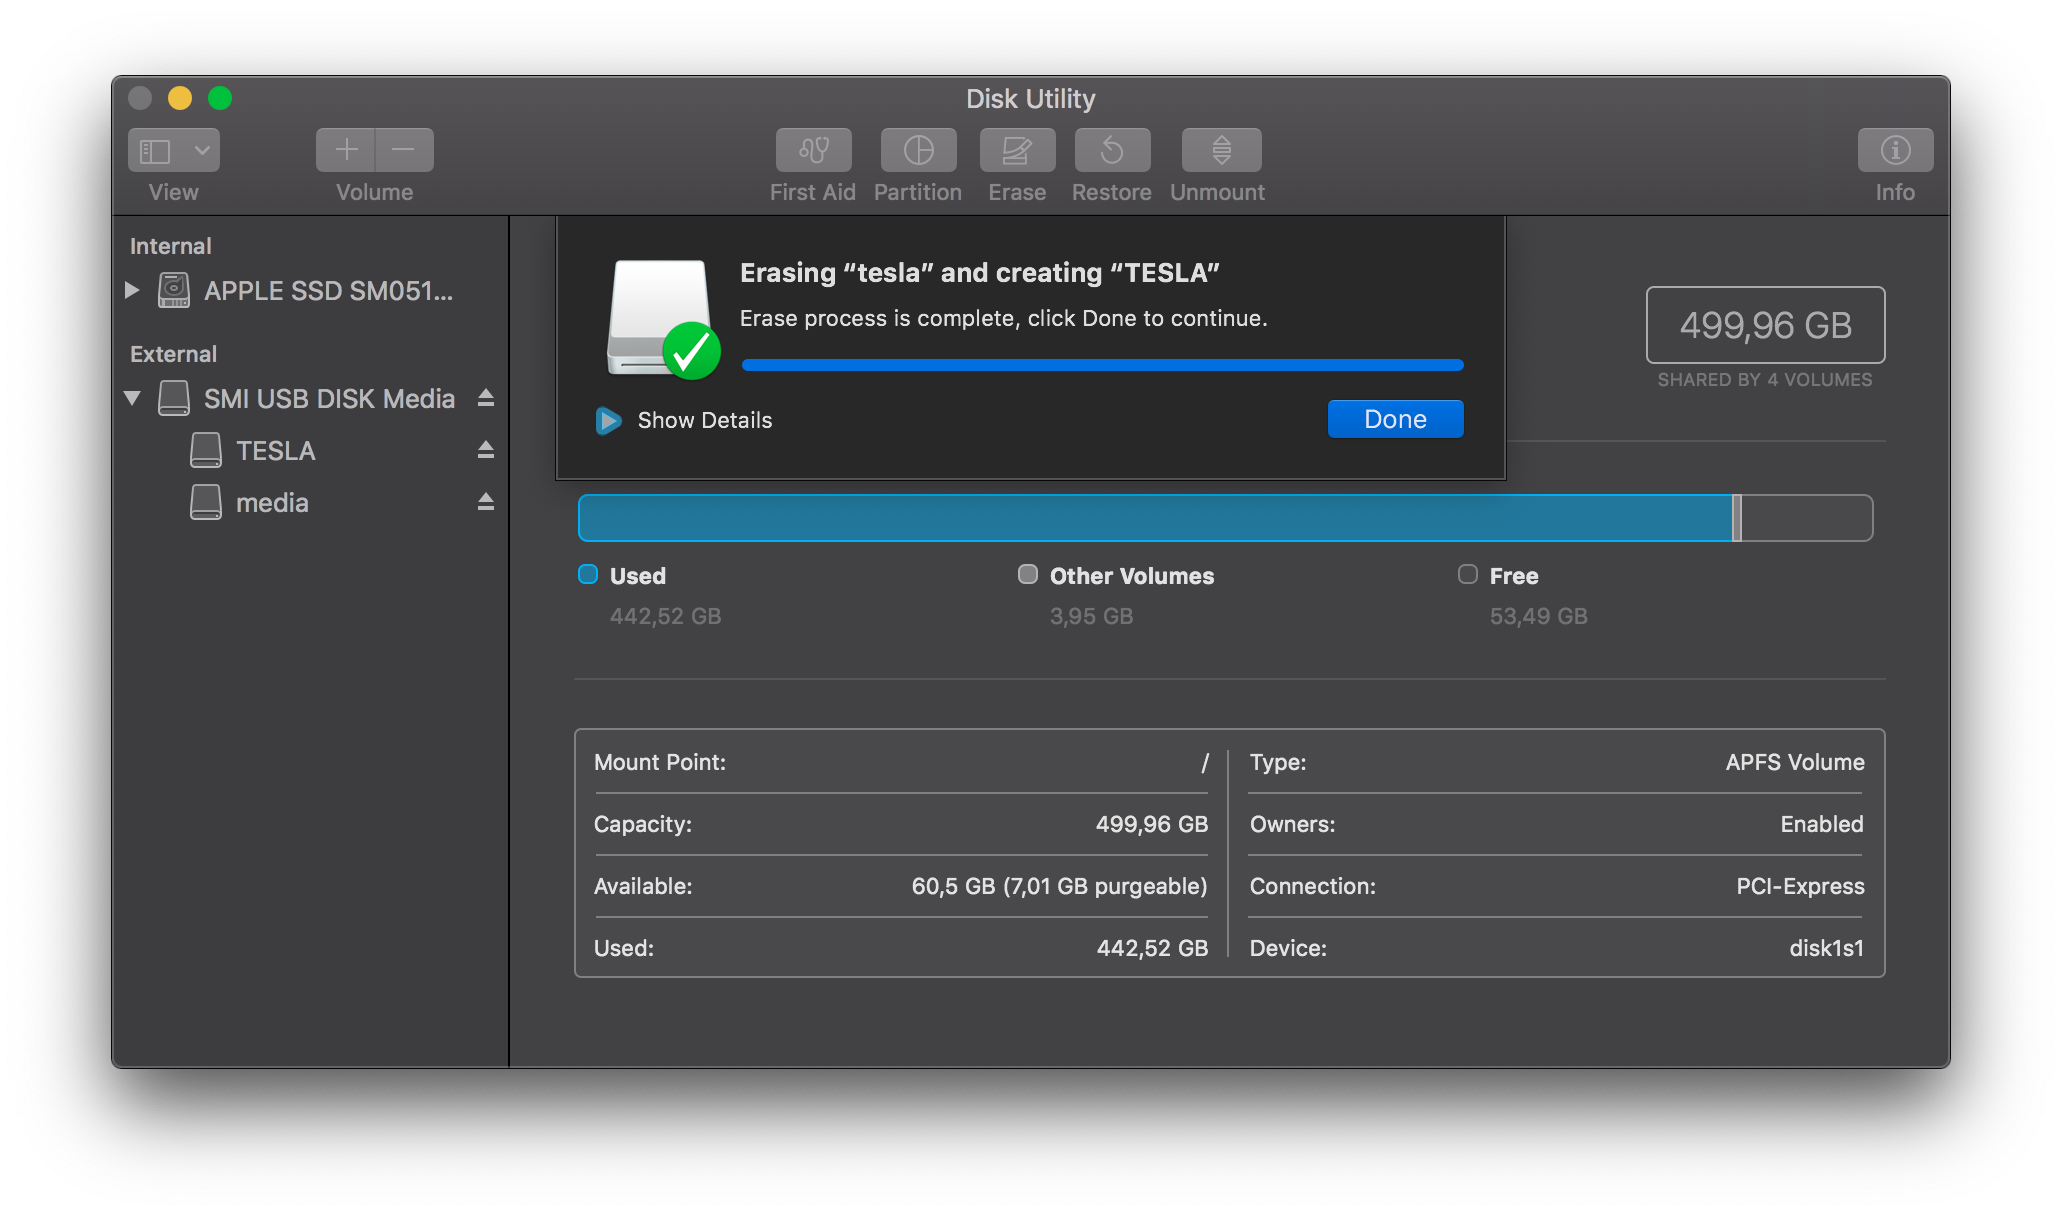 Disk Utility
View
Volume
First Aid
Partition
Erase
Restore
Unmount
Info
Internal
APPLE SSD SM051...
External
SMI USB DISK Media
TESLA
media
Erasing “tesla” and creating “TESLA”
Erase process is complete, click Done to continue.
Show Details
Done
499,96 GB
SHARED BY 4 VOLUMES
Used
442,52 GB
Other Volumes
3,95 GB
Free
53,49 GB
Mount Point: /
Capacity: 499,96 GB
Available: 60,5 GB (7,01 GB purgeable)
Used: 442,52 GB
Type: APFS Volume
Owners: Enabled
Connection: PCI-Express
Device: disk1s1